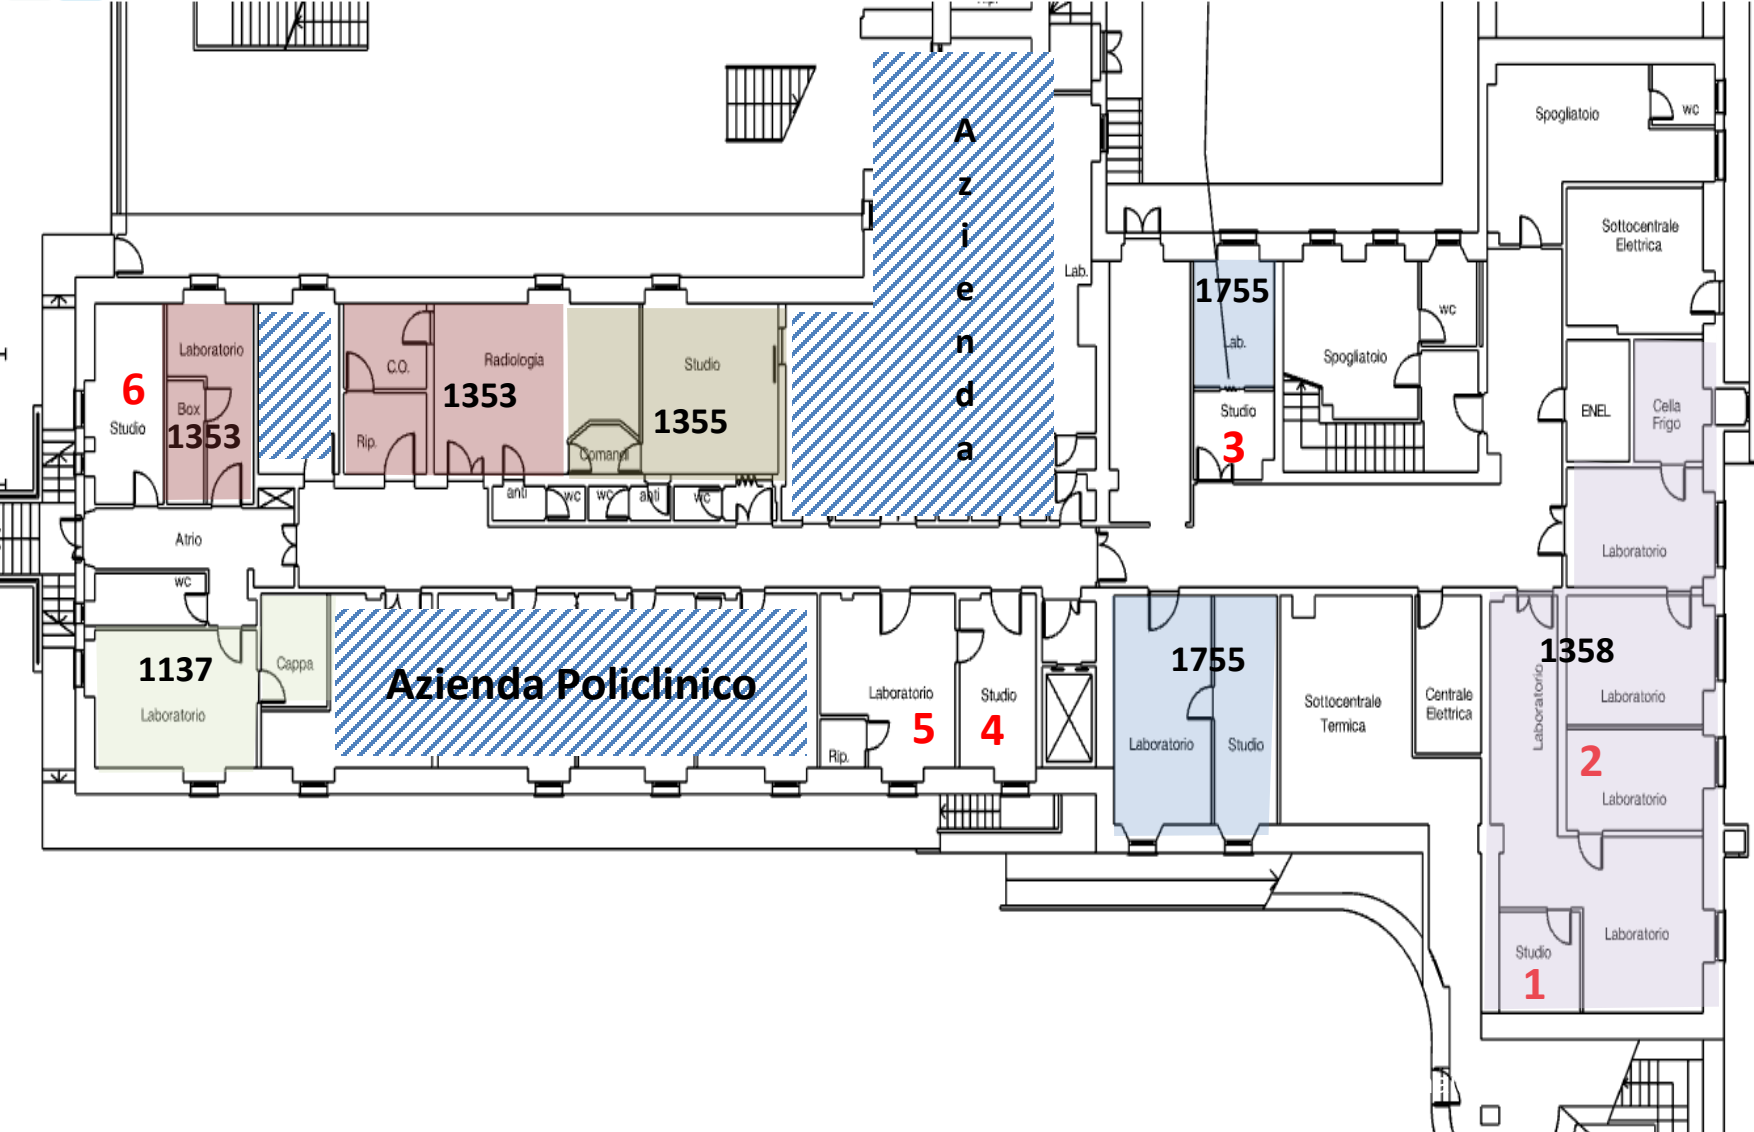 Rip.
A
z
i
e
n
d
a
Spogliatoio
wc
Sottocentrale
Elettrica
Lab.
1755
Lab.
Studio
3
Spogliatoio
wc
ENEL
Cella
Frigo
Laboratorio
6
Studio
Laboratorio
Box
1353
C.O.
Rip.
Radiologia
1353
Comandi
Studio
1355
anti
wc
wc
anti
wc
Atrio
wc
1137
Laboratorio
Cappa
Azienda Policlinico
Laboratorio
5
Rip.
Studio
4
1755
Laboratorio
Studio
Sottocentrale
Termica
Centrale
Elettrica
1358
Laboratorio
Laboratorio
2
Laboratorio
Laboratorio
Studio
1